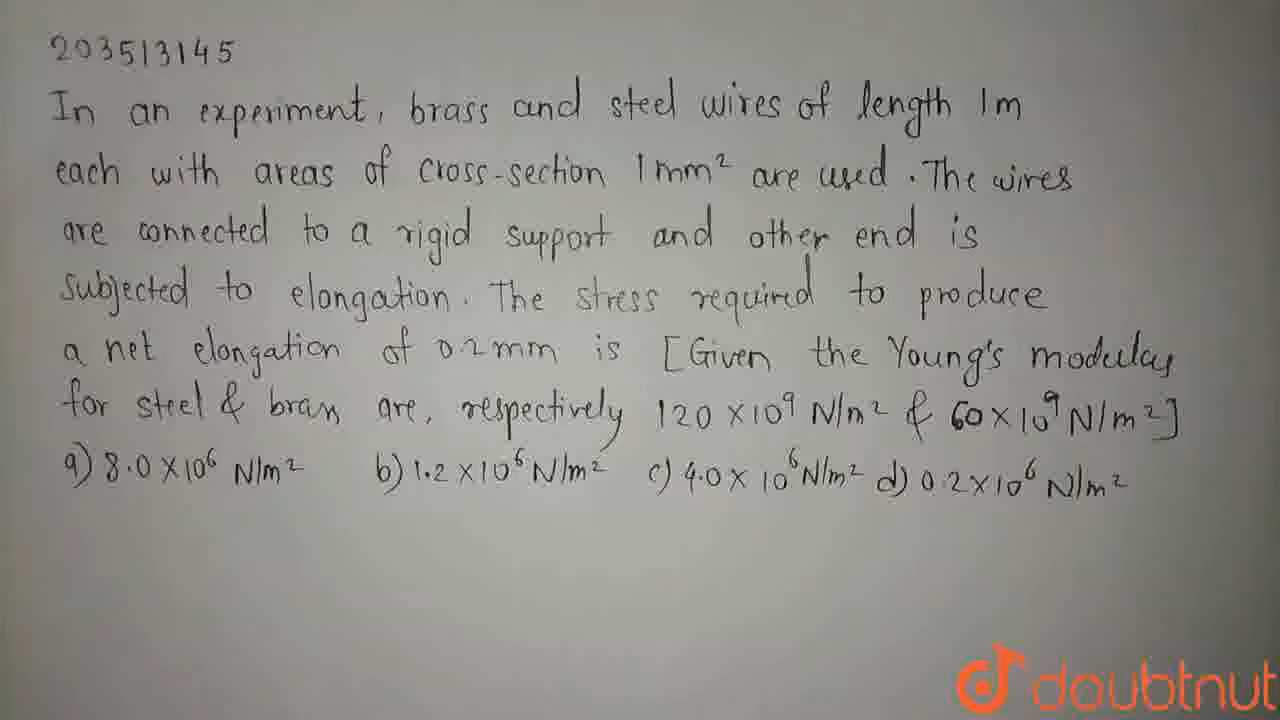 203513145
In an experiment, brass and steel wires of length 1m
each with areas of cross-section 1mm² are used. The wires
are connected to a rigid support and other end is
subjected to elongation. The stress required to produce
a net elongation of 0.2mm is [Given the Young's modulus
for steel & brass are, respectively 120×10⁹ N/m² & 60×10⁹ N/m²]
a) 8.0×10⁶ N/m² b) 1.2×10⁶ N/m² c) 4.0×10⁶ N/m² d) 0.2×10⁶ N/m²
doubtnut